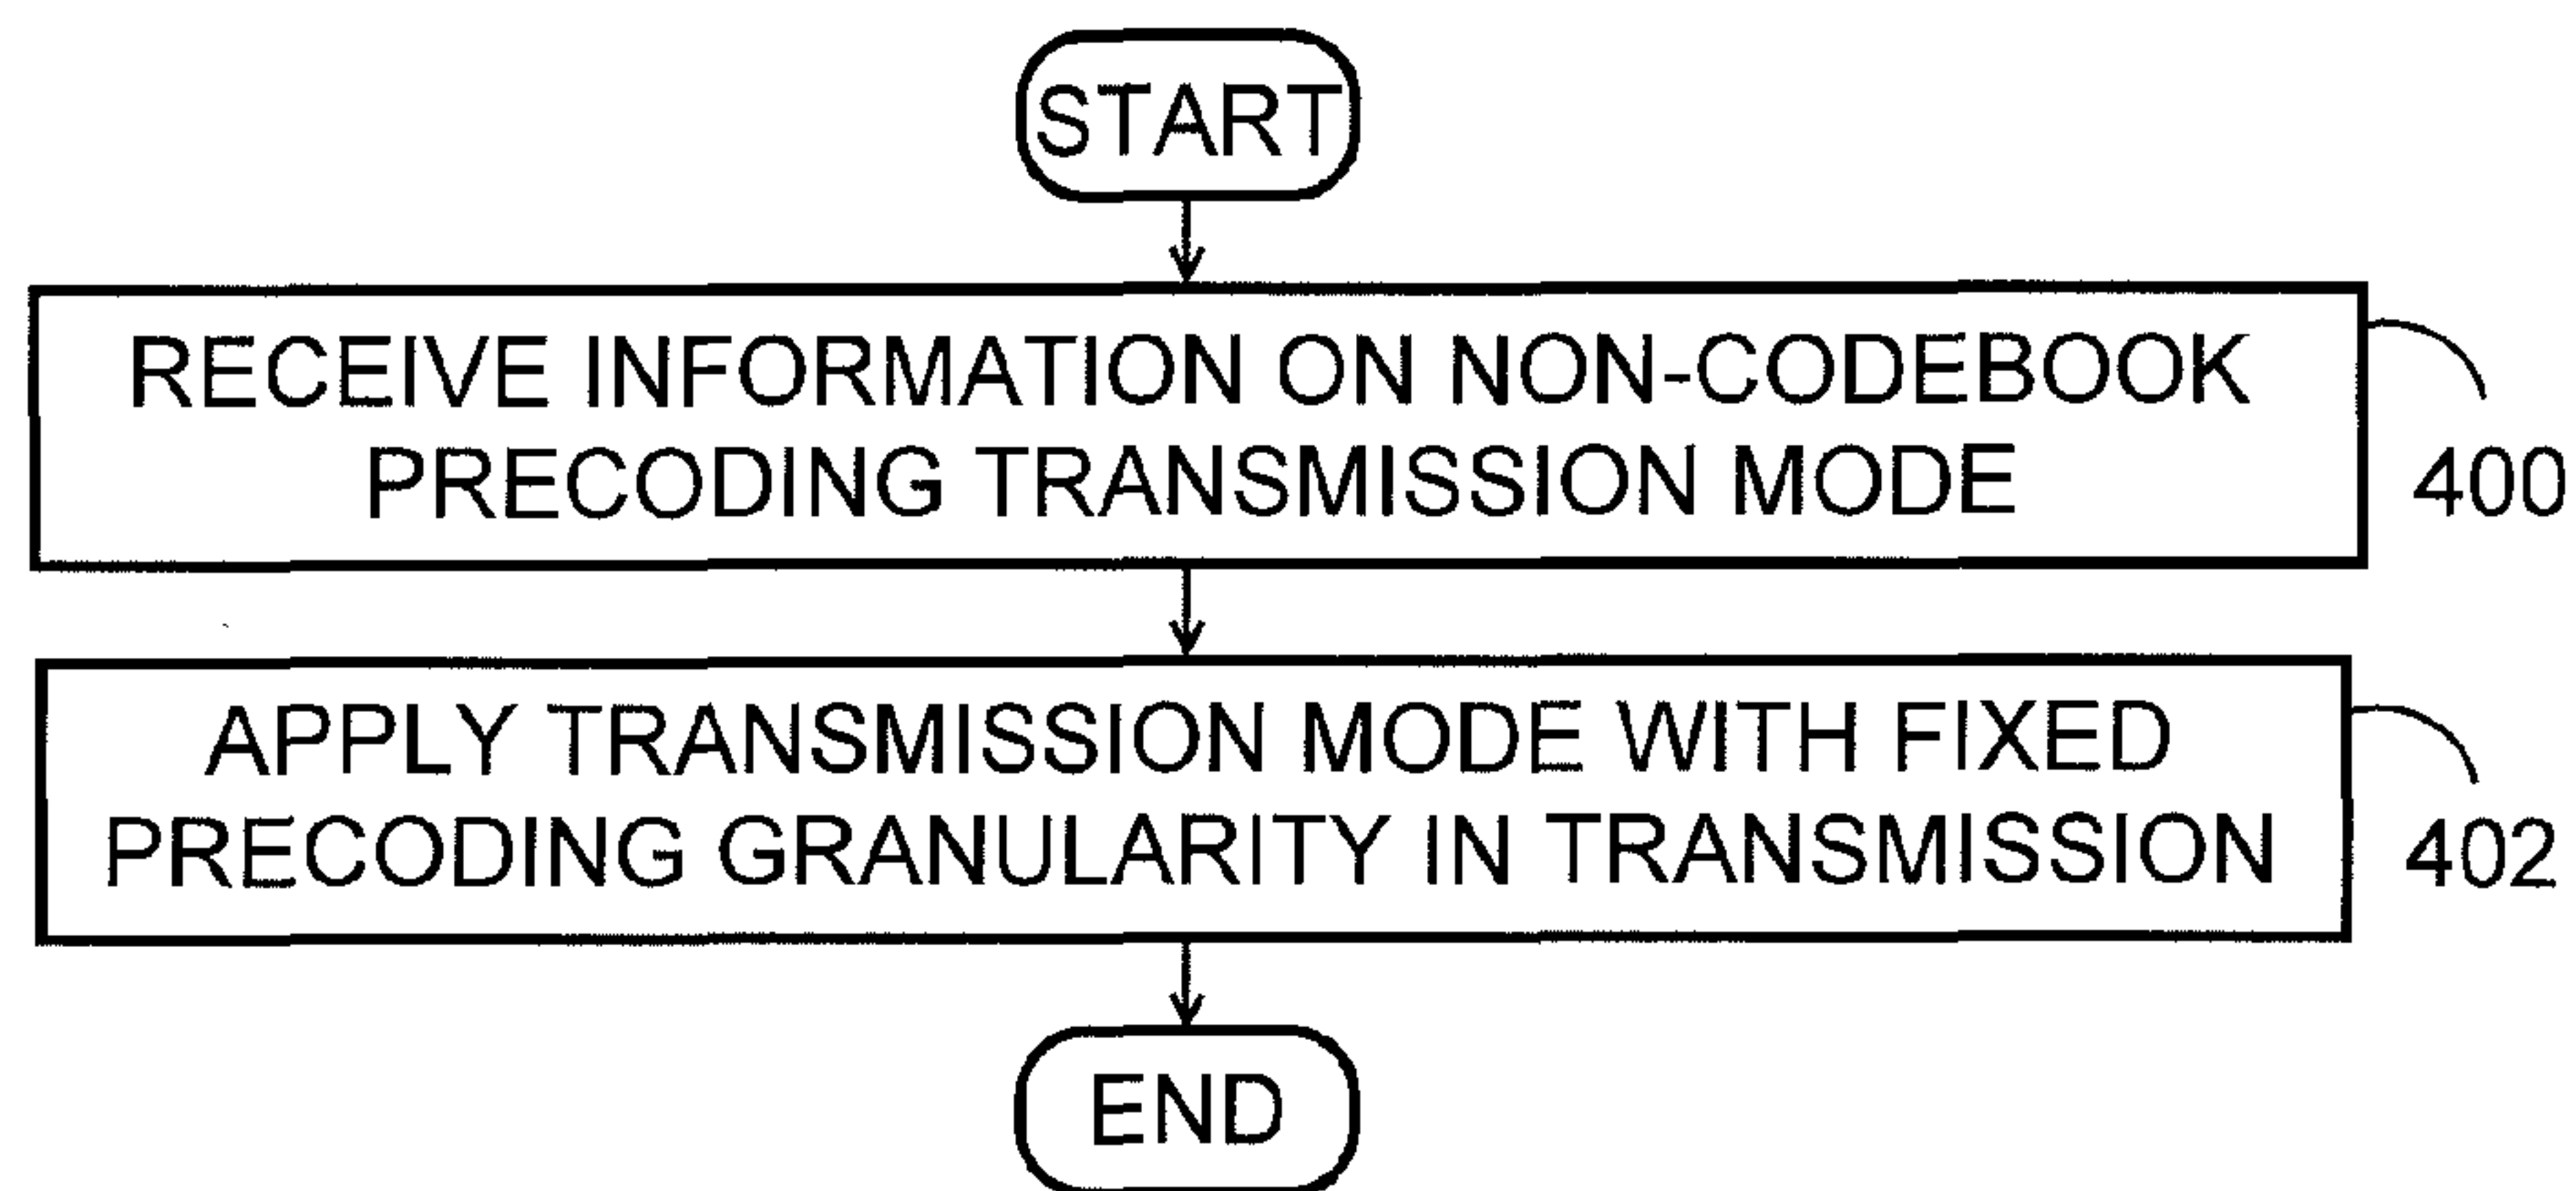 START
RECEIVE INFORMATION ON NON-CODEBOOK
PRECODING TRANSMISSION MODE
400
APPLY TRANSMISSION MODE WITH FIXED
PRECODING GRANULARITY IN TRANSMISSION
402
END